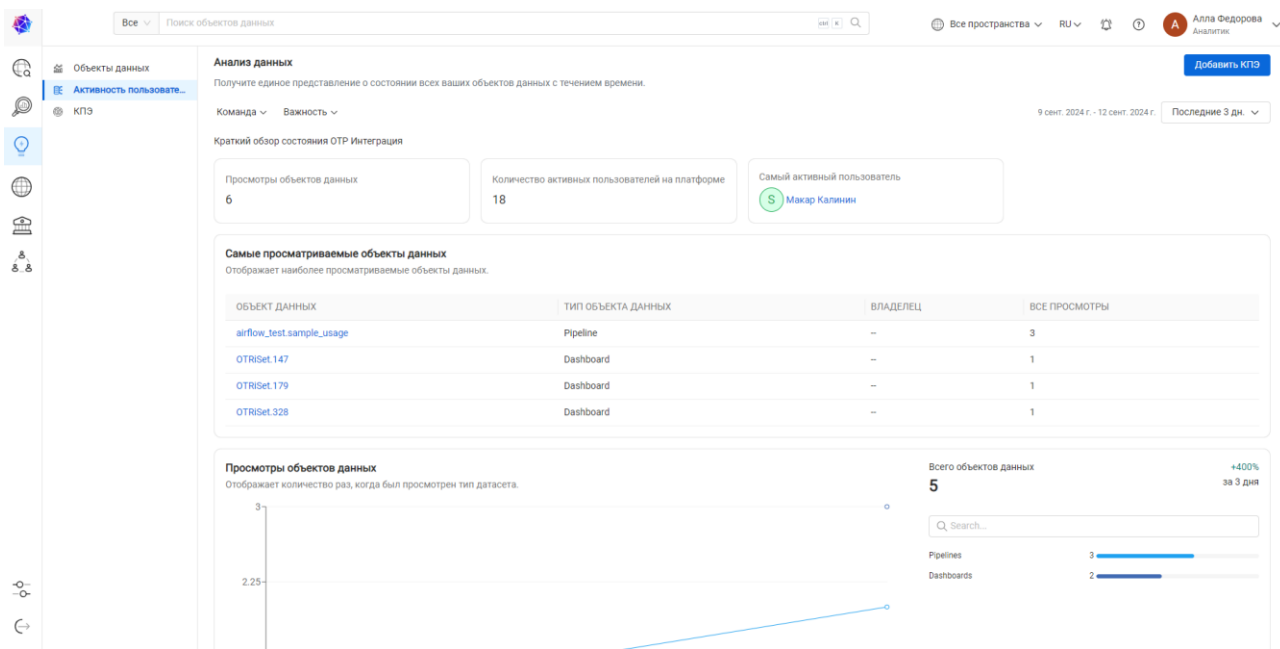 Все
Поиск объектов данных
ctrl K
Все пространства
RU
А
Алла Федорова
Аналитик
Объекты данных
Активность пользовате...
КПЭ
Анализ данных
Получите единое представление о состоянии всех ваших объектов данных с течением времени.
Добавить КПЭ
Команда
Важность
9 сент. 2024 г. - 12 сент. 2024 г.
Последние 3 дн.
Краткий обзор состояния ОТР Интеграция
Просмотры объектов данных
6
Количество активных пользователей на платформе
18
Самый активный пользователь
S
Макар Калинин
Самые просматриваемые объекты данных
Отображает наиболее просматриваемые объекты данных.
ОБЪЕКТ ДАННЫХ ТИП ОБЪЕКТА ДАННЫХ ВЛАДЕЛЕЦ ВСЕ ПРОСМОТРЫ
airflow_test.sample_usage Pipeline -- 3
OTRiSet.147 Dashboard -- 1
OTRiSet.179 Dashboard -- 1
OTRiSet.328 Dashboard -- 1
Просмотры объектов данных
Отображает количество раз, когда был просмотрен тип датасета.
3
2.25
Всего объектов данных
5
+400%
за 3 дня
Search...
Pipelines 3
Dashboards 2